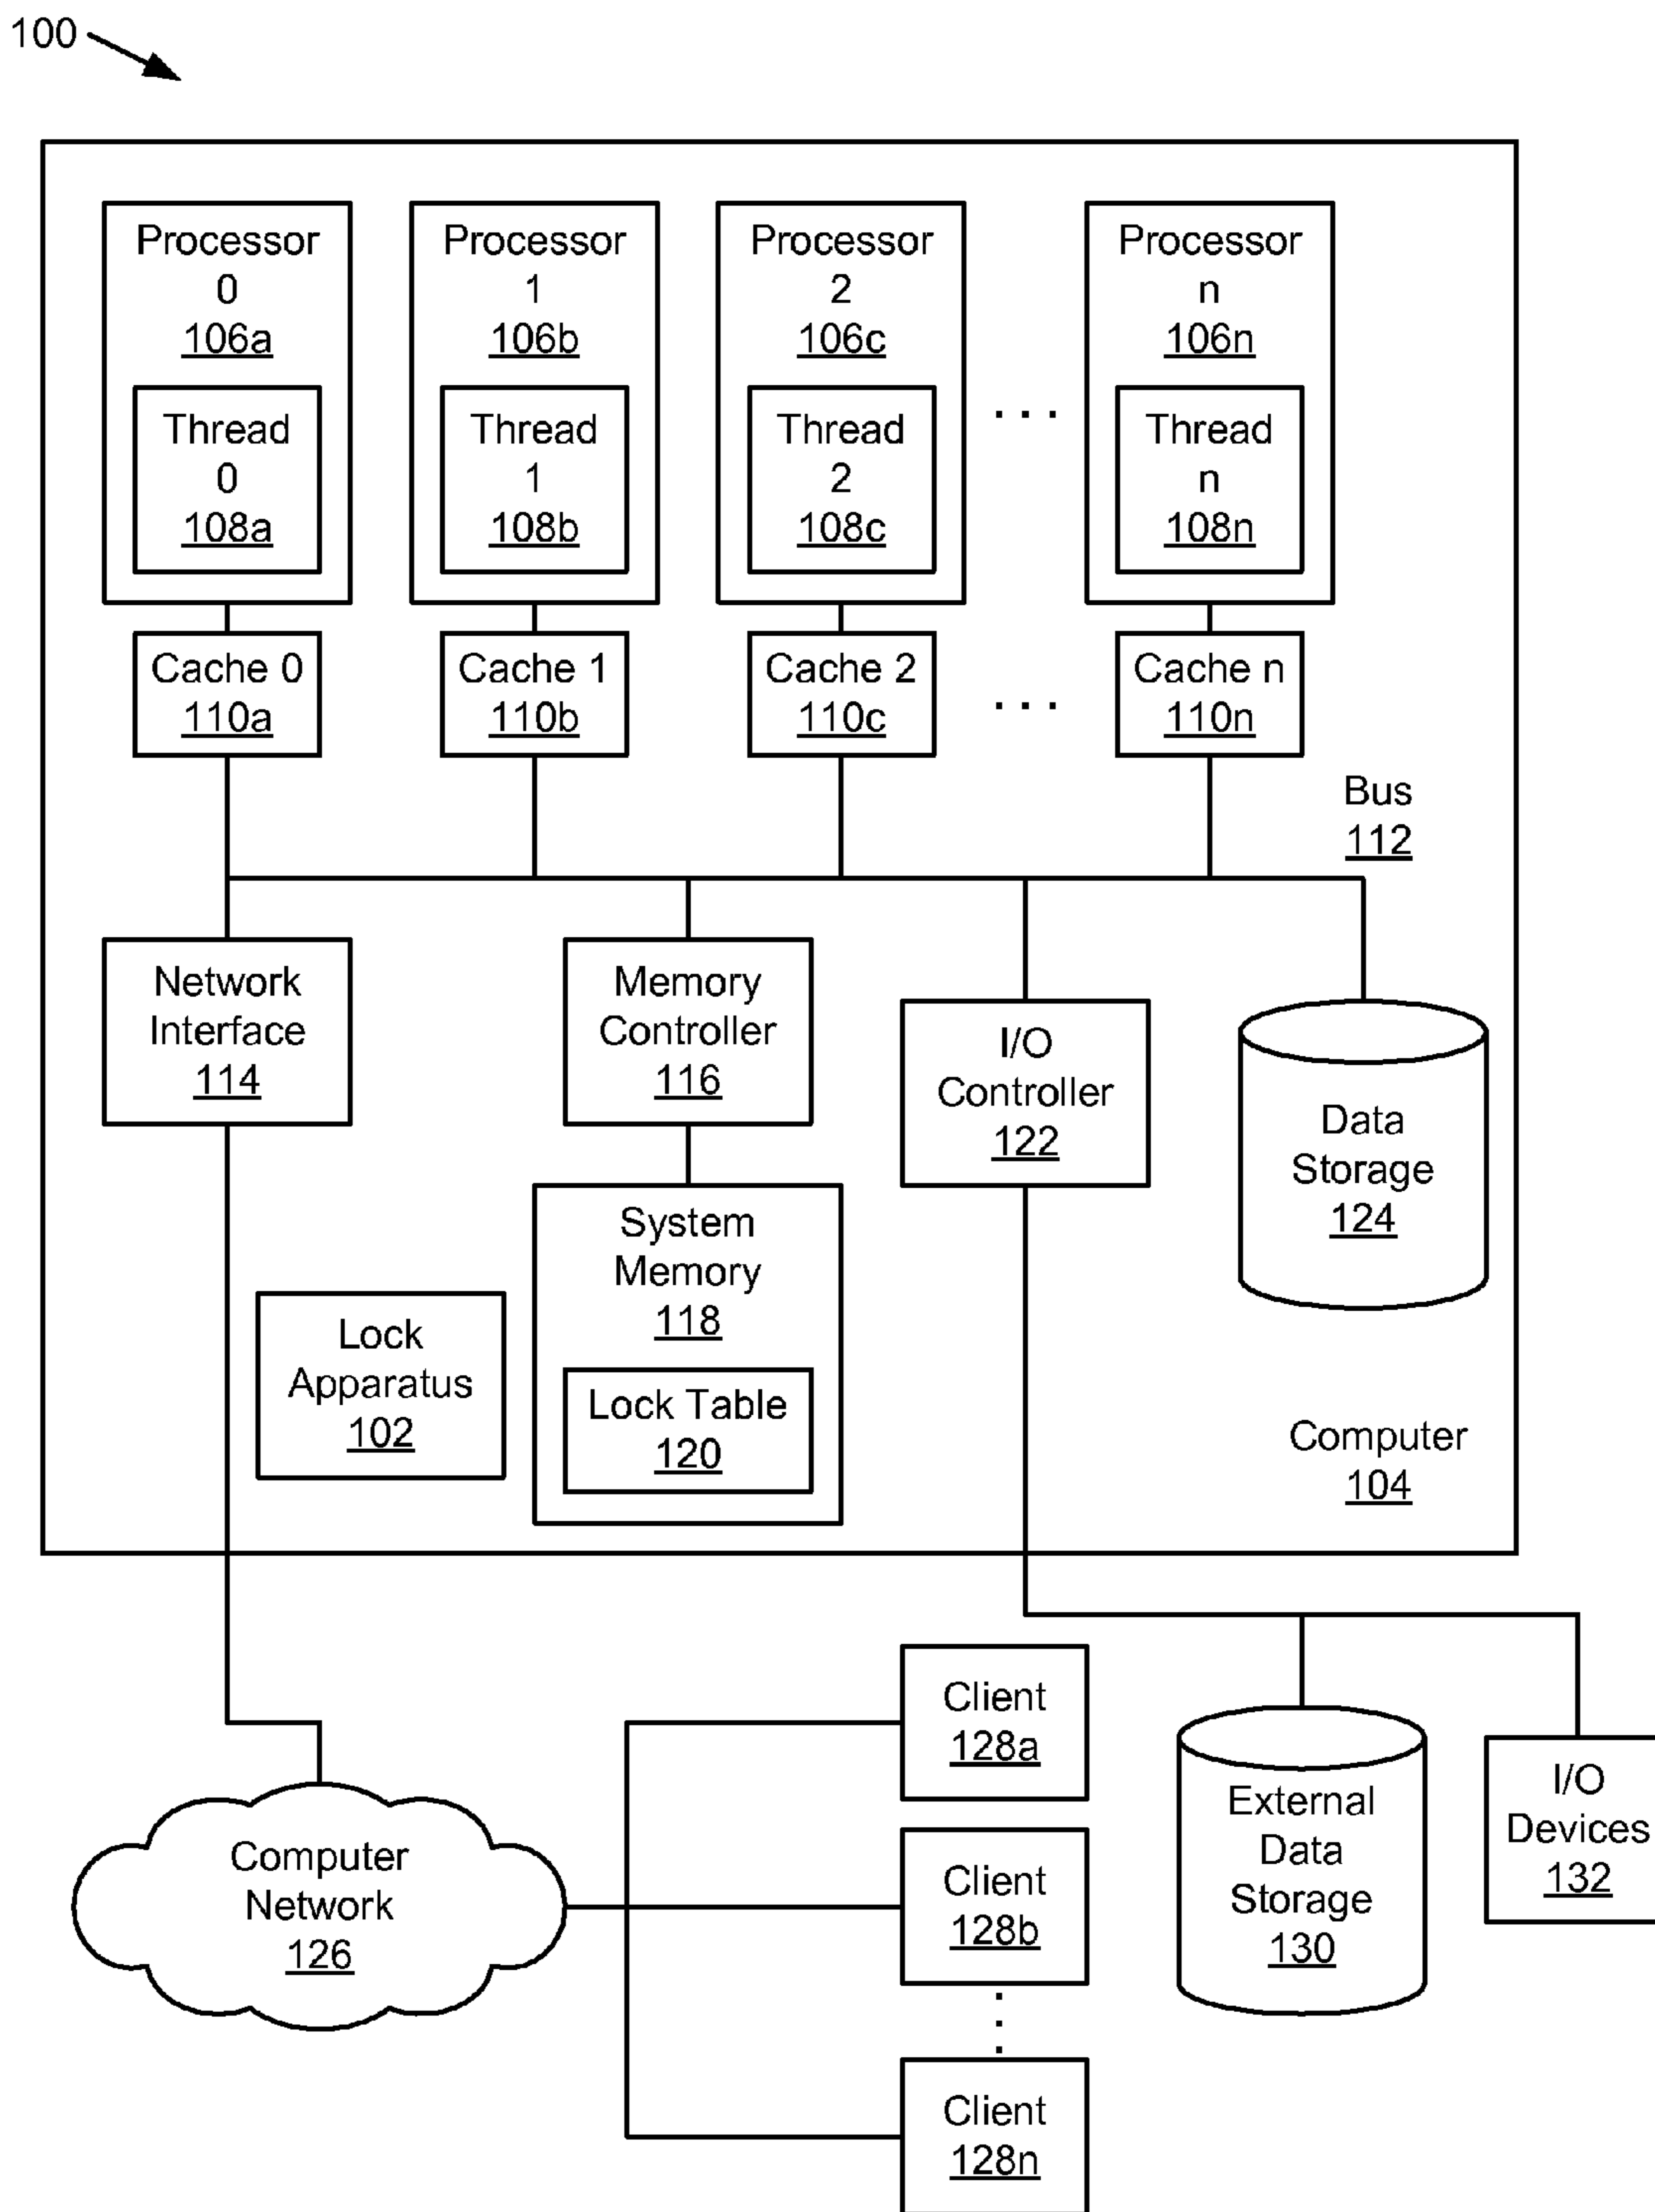 100
Processor
0
106a
Thread
0
108a
Cache 0
110a
Processor
1
106b
Thread
1
108b
Cache 1
110b
Processor
2
106c
Thread
2
108c
Cache 2
110c
. . .
. . .
Processor
n
106n
Thread
n
108n
Cache n
110n
Bus
112
Network
Interface
114
Memory
Controller
116
I/O
Controller
122
Data
Storage
124
System
Memory
118
Lock Table
120
Lock
Apparatus
102
Computer
104
Computer
Network
126
Client
128a
Client
128b
Client
128n
External
Data
Storage
130
I/O
Devices
132